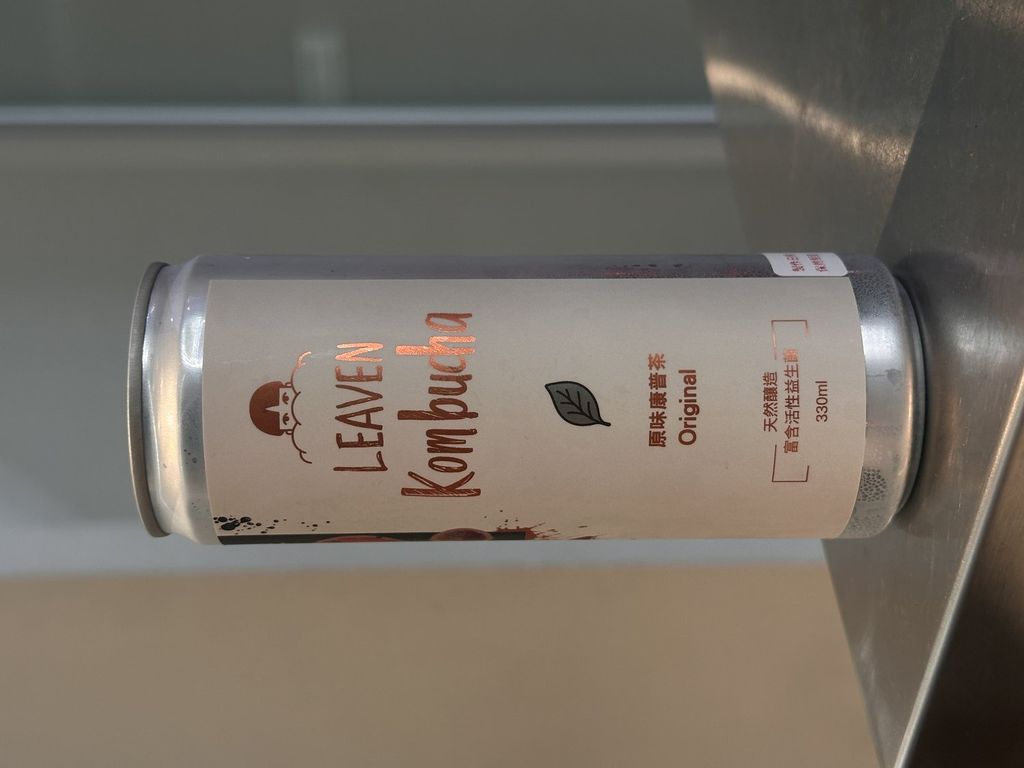 LEAVEN
Kombucha
原味康普茶
Original
天然釀造
富含活性益生菌
330ml